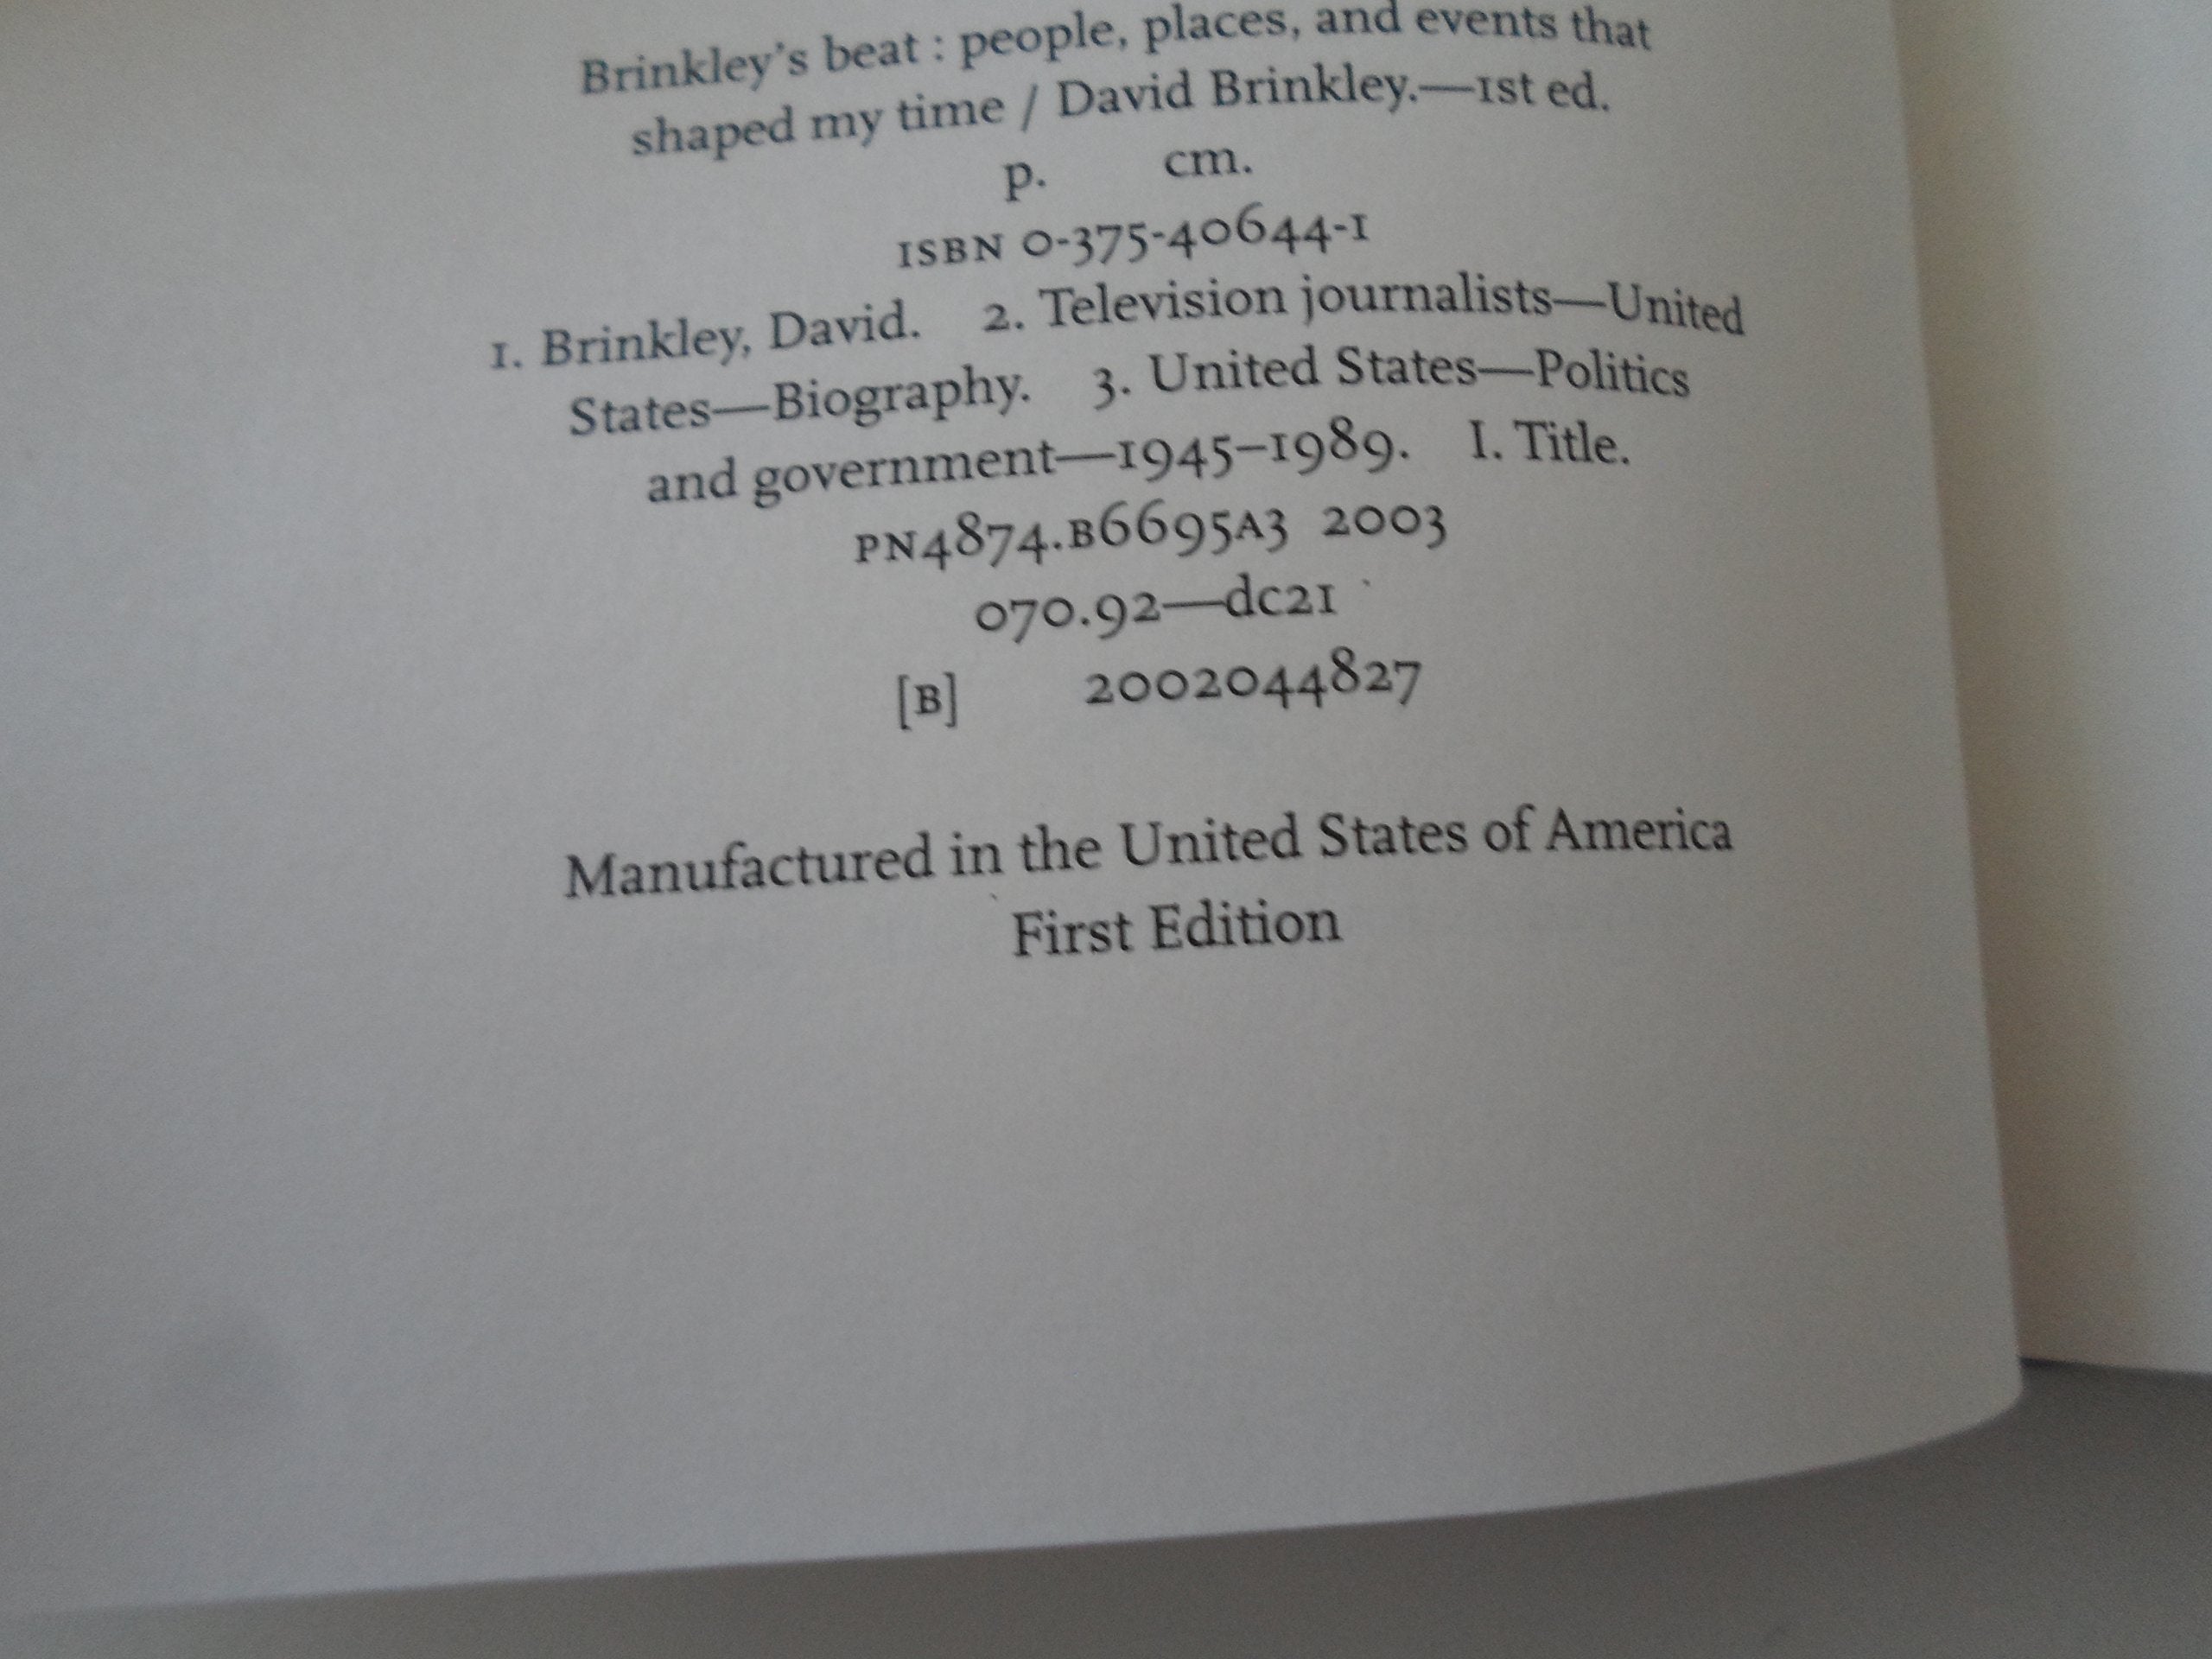 Brinkley's beat : people, places, and events that
shaped my time / David Brinkley.—1st ed.
p. cm.
ISBN 0-375-40644-1
1. Brinkley, David. 2. Television journalists—United
States—Biography. 3. United States—Politics
and government—1945–1989. I. Title.
PN4874.B6695A3 2003
070.92—dc21
[B] 2002044827
Manufactured in the United States of America
First Edition